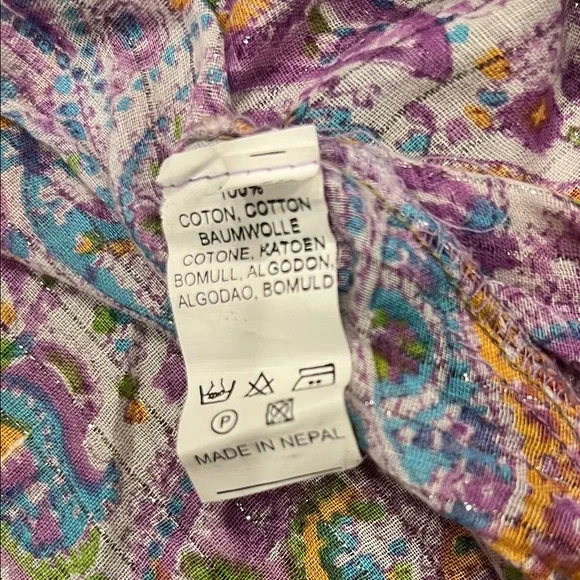 100%
COTON, COTTON
BAUMWOLLE
COTONE, KATOEN
BOMULL, ALGODON,
ALGODAO, BOMULD
P
MADE IN NEPAL